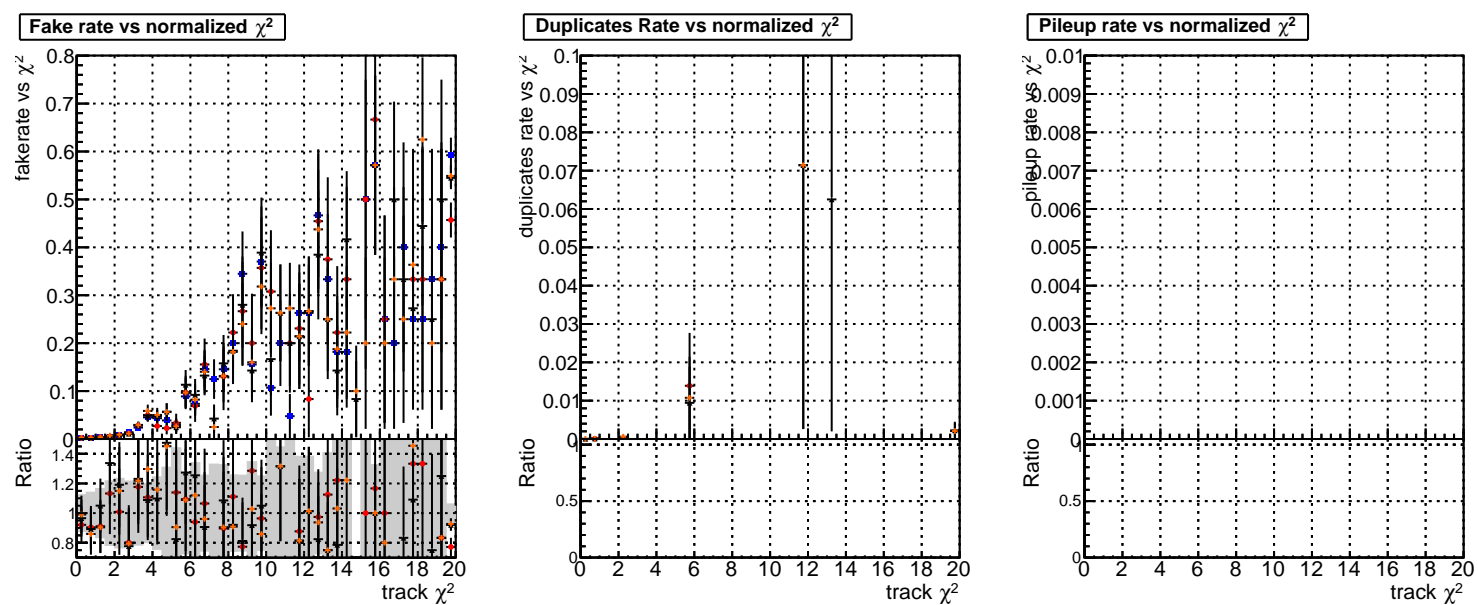 Fake rate vs normalized χ²
fakerate vs χ²
0.8
0.7
0.6
0.5
0.4
0.3
0.2
0.1
0
Ratio
1.4
1.2
1
0.8
0 2 4 6 8 10 12 14 16 18 20
track χ²
Duplicates Rate vs normalized χ²
duplicates rate vs χ²
0.1
0.09
0.08
0.07
0.06
0.05
0.04
0.03
0.02
0.01
0
Ratio
1
0.5
0
0 2 4 6 8 10 12 14 16 18 20
track χ²
Pileup rate vs normalized χ²
pileup rate vs χ²
0.01
0.009
0.008
0.007
0.006
0.005
0.004
0.003
0.002
0.001
0
Ratio
1
0.5
0
0 2 4 6 8 10 12 14 16 18 20
track χ²